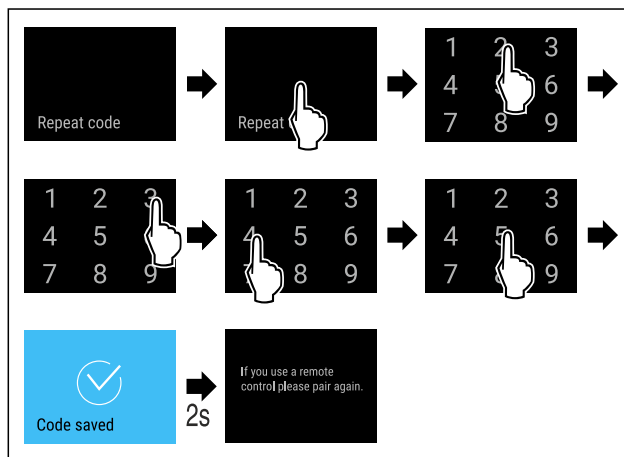 Repeat code
Repeat
1 2 3
4 6
7 8 9
1 2 3
4 5
7 8 9
1 2 3
4 5 6
8 9
1 2 3
4 5 6
7 9
Code saved
2s
If you use a remote
control please pair again.